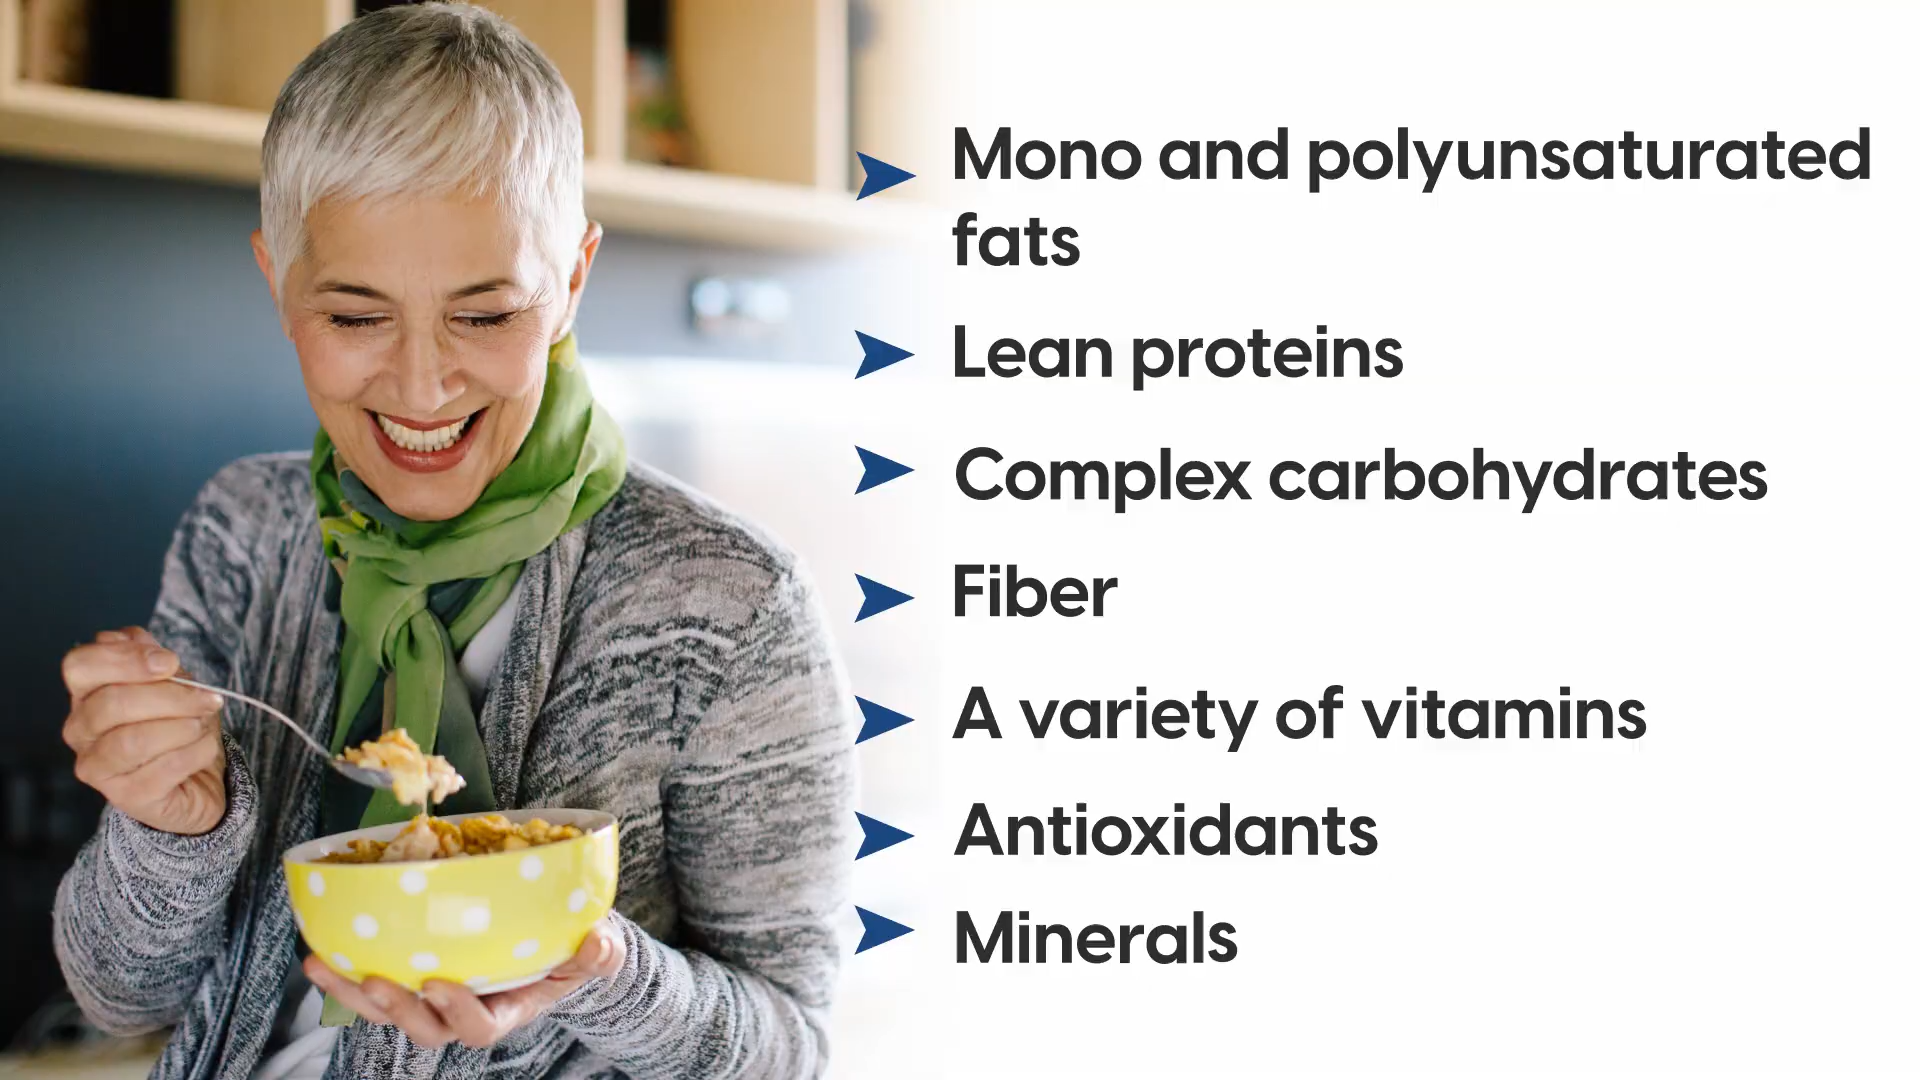 Mono and polyunsaturated
fats
Lean proteins
Complex carbohydrates
Fiber
A variety of vitamins
Antioxidants
Minerals